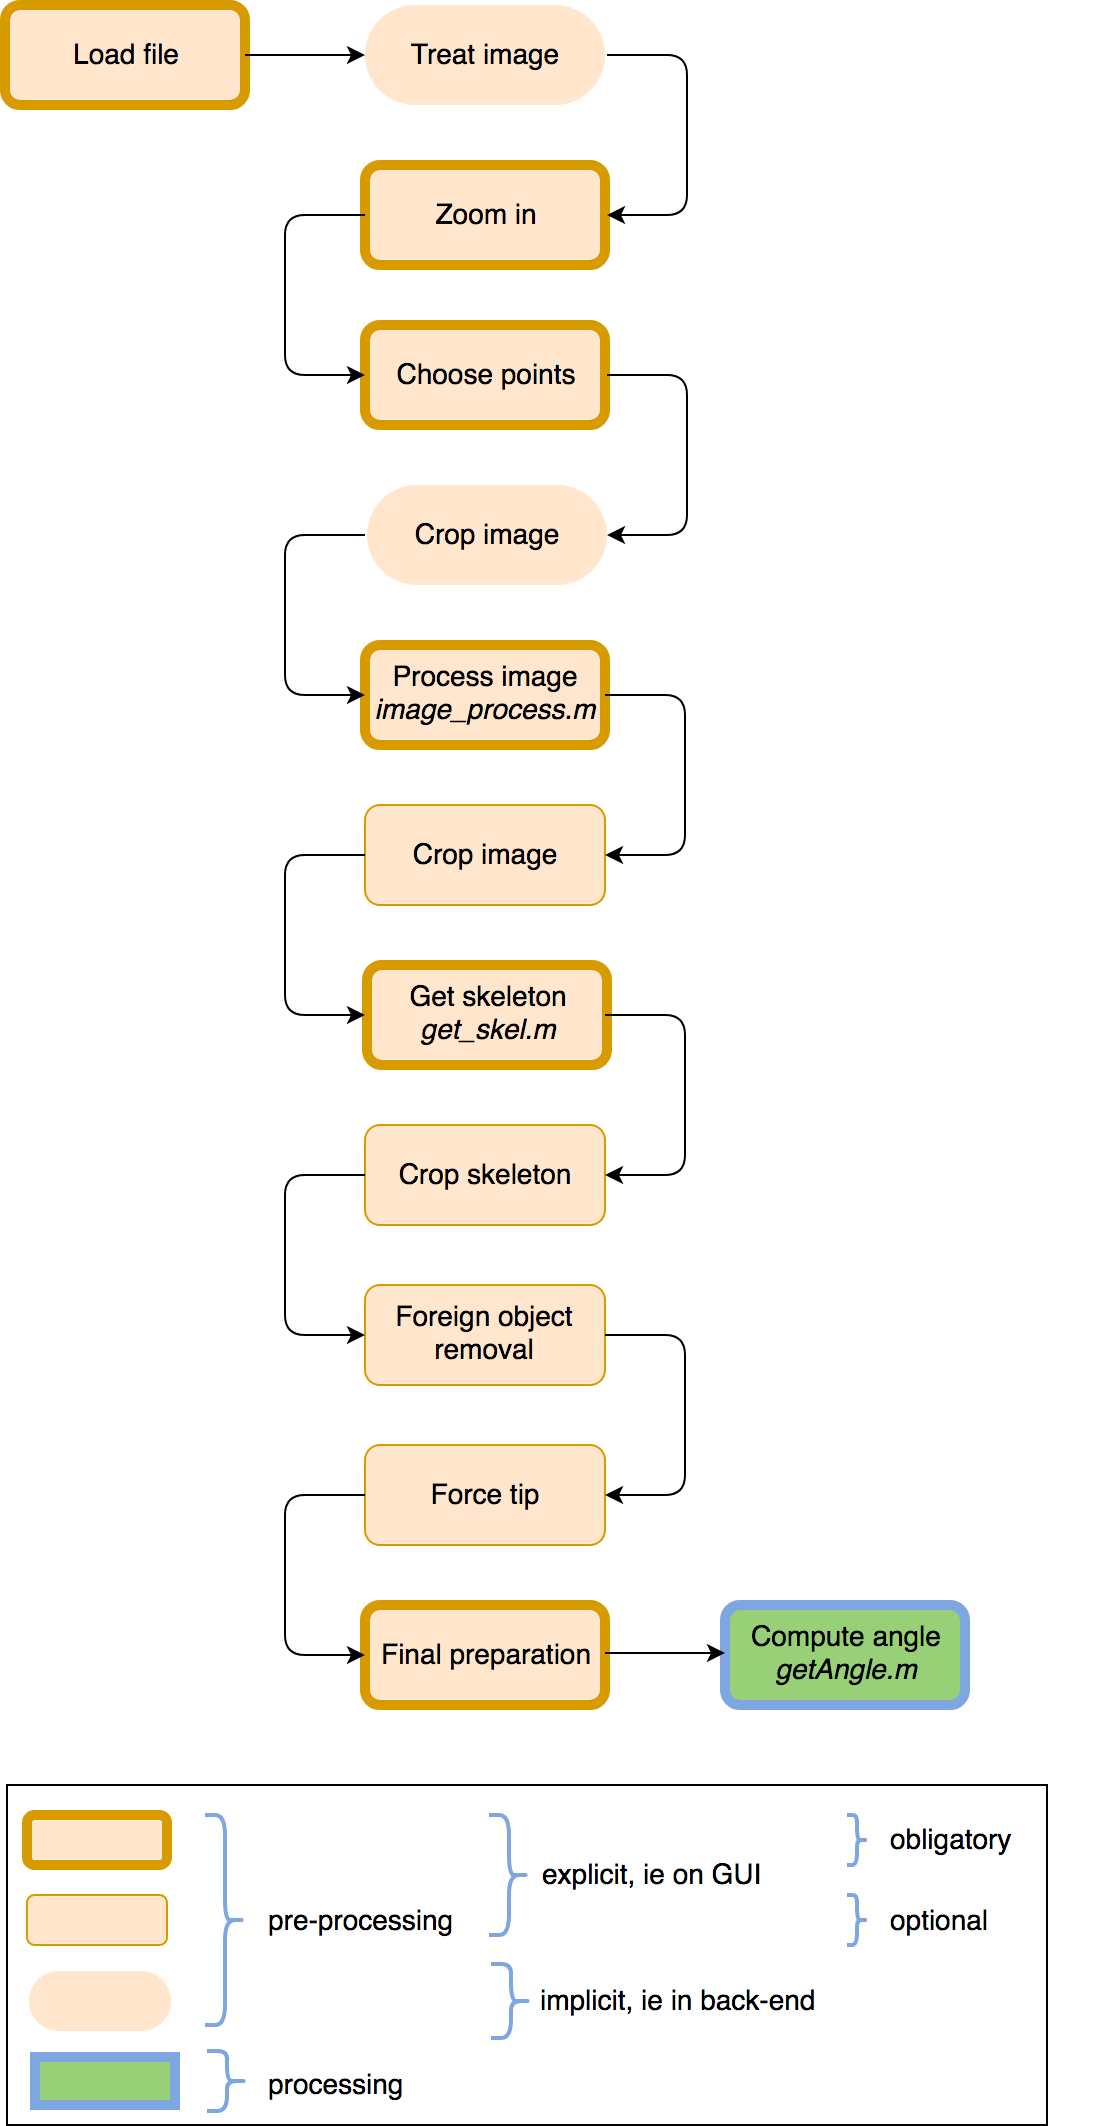 Load file
Treat image
Zoom in
Choose points
Crop image
Process image
image_process.m
Crop image
Get skeleton
get_skel.m
Crop skeleton
Foreign object
removal
Force tip
Final preparation
Compute angle
getAngle.m
obligatory
explicit, ie on GUI
pre-processing
optional
implicit, ie in back-end
processing